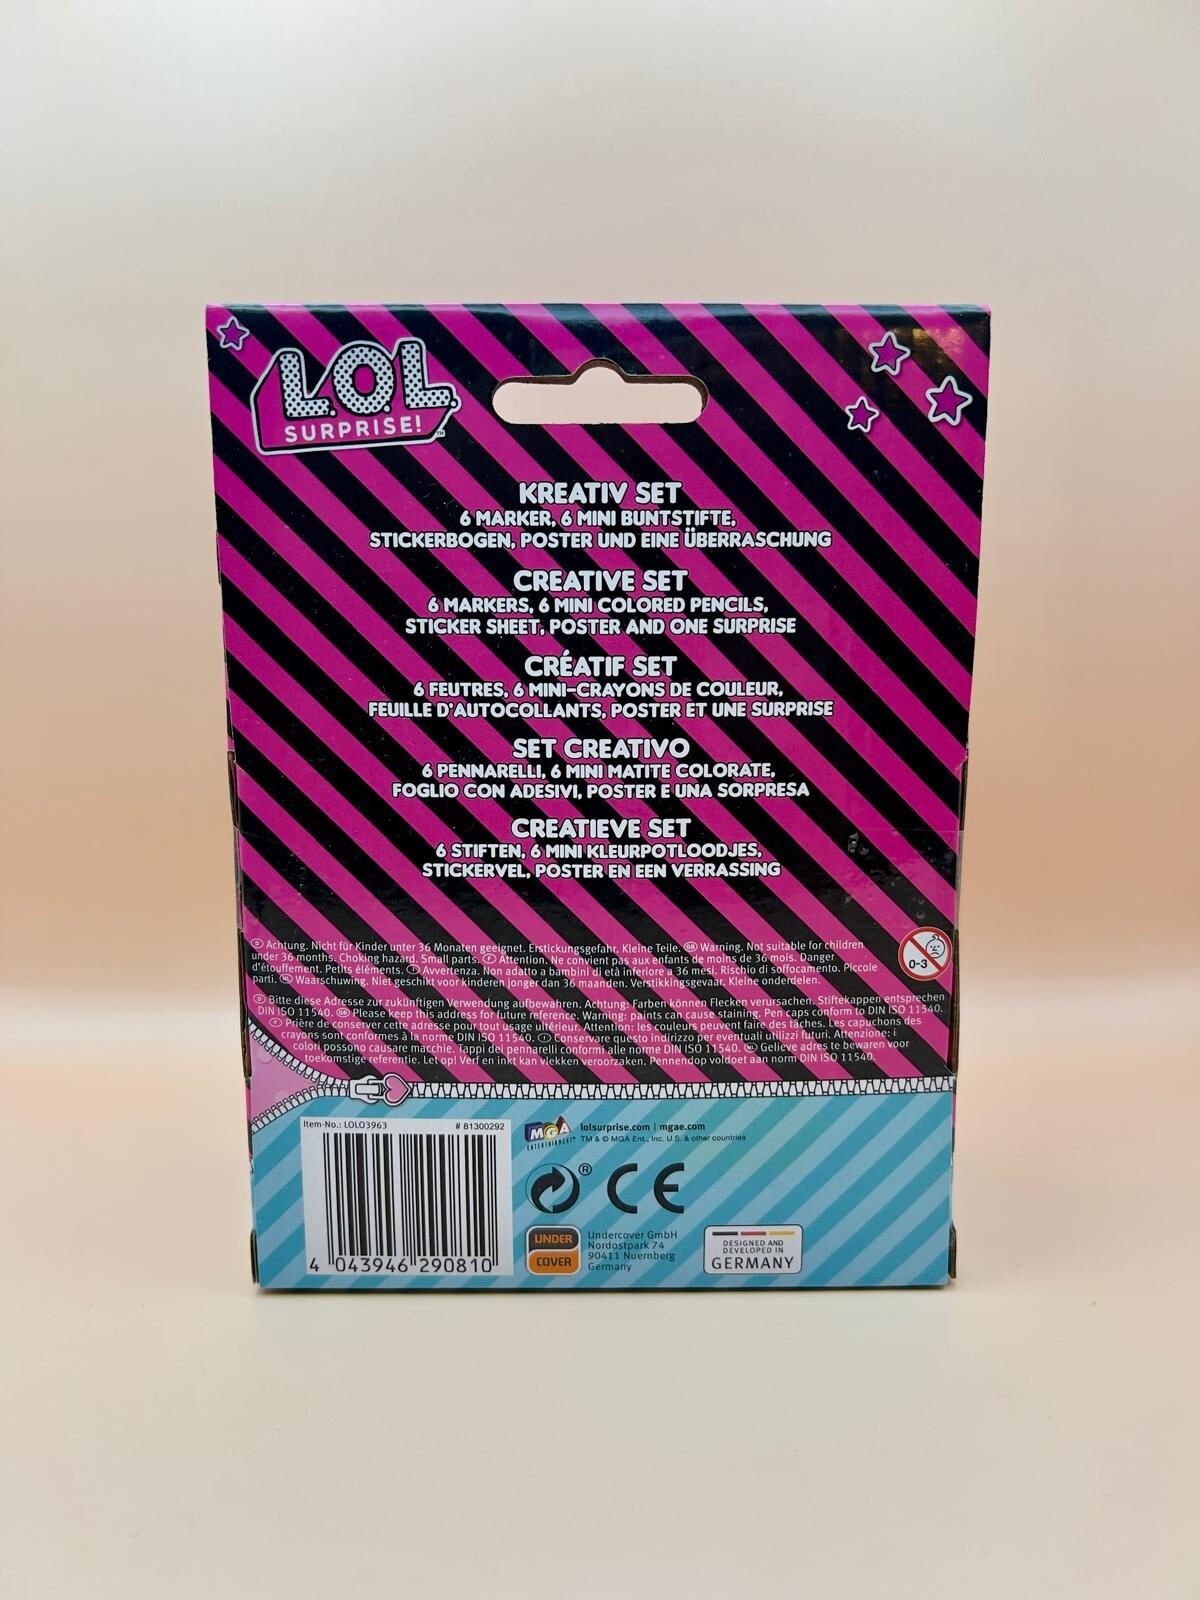 L.O.L.
SURPRISE!™
KREATIV SET
6 MARKER, 6 MINI BUNTSTIFTE,
STICKERBOGEN, POSTER UND EINE ÜBERRASCHUNG
CREATIVE SET
6 MARKERS, 6 MINI COLORED PENCILS,
STICKER SHEET, POSTER AND ONE SURPRISE
CRÉATIF SET
6 FEUTRES, 6 MINI-CRAYONS DE COULEUR,
FEUILLE D'AUTOCOLLANTS, POSTER ET UNE SURPRISE
SET CREATIVO
6 PENNARELLI, 6 MINI MATITE COLORATE,
FOGLIO CON ADESIVI, POSTER E UNA SORPRESA
CREATIEVE SET
6 STIFTEN, 6 MINI KLEURPOTLOODJES,
STICKERVEL, POSTER EN EEN VERRASSING
D Achtung. Nicht für Kinder unter 36 Monaten geeignet. Erstickungsgefahr. Kleine Teile. GB Warning. Not suitable for children
under 36 months. Choking hazard. Small parts. F Attention. Ne convient pas aux enfants de moins de 36 mois. Danger
d'étouffement. Petits éléments. I Avvertenza. Non adatto a bambini di età inferiore a 36 mesi. Rischio di soffocamento. Piccole
parti. NL Waarschuwing. Niet geschikt voor kinderen jonger dan 36 maanden. Verstikkingsgevaar. Kleine onderdelen.
0-3
D Bitte diese Adresse zur zukünftigen Verwendung aufbewahren. Achtung: Farben können Flecken verursachen. Stiftekappen entsprechen
DIN ISO 11540. GB Please keep this address for future reference. Warning: paints can cause staining. Pen caps conform to DIN ISO 11540.
F Prière de conserver cette adresse pour tout usage ultérieur. Attention: les couleurs peuvent faire des tâches. Les capuchons des
crayons sont conformes à la norme DIN ISO 11540. I Conservare questo indirizzo per eventuali utilizzi futuri. Attenzione: i
colori possono causare macchie. Tappi dei pennarelli conformi alle norme DIN ISO 11540. NL Gelieve adres te bewaren voor
toekomstige referentie. Let op! Verf en inkt kan vlekken veroorzaken. Pennendop voldoet aan norm DIN ISO 11540.
Item-No.: LOLO3963 # 81300292
4 043946 290810
MGA
ENTERTAINMENT
lolsurprise.com | mgae.com
TM & © MGA Ent., Inc. U.S. & other countries
® CE
UNDER
COVER
Undercover GmbH
Nordostpark 74
90411 Nuernberg
Germany
DESIGNED AND
DEVELOPED IN
GERMANY